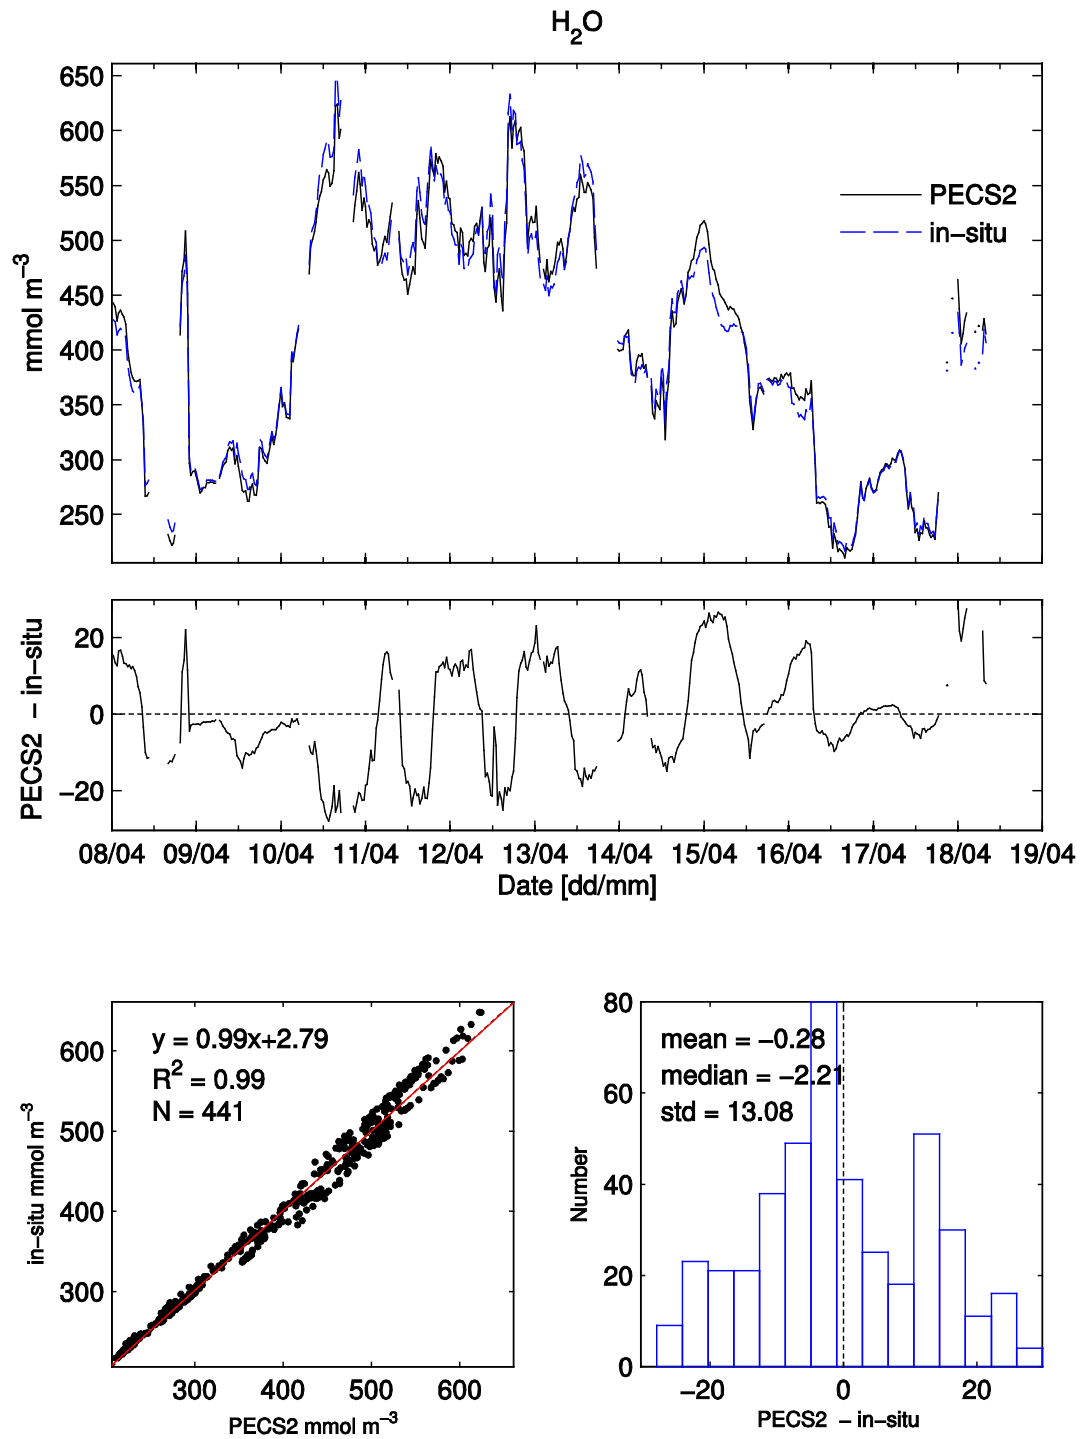 H₂O
650
600
550
500
450
400
350
300
250
mmol m⁻³
PECS2
in−situ
20
0
−20
PECS2 − in−situ
08/04 09/04 10/04 11/04 12/04 13/04 14/04 15/04 16/04 17/04 18/04 19/04
Date [dd/mm]
y = 0.99x+2.79
R² = 0.99
N = 441
600
500
400
300
in−situ mmol m⁻³
300 400 500 600
PECS2 mmol m⁻³
mean = −0.28
median = −2.21
std = 13.08
80
60
40
20
0
Number
−20 0 20
PECS2 − in−situ